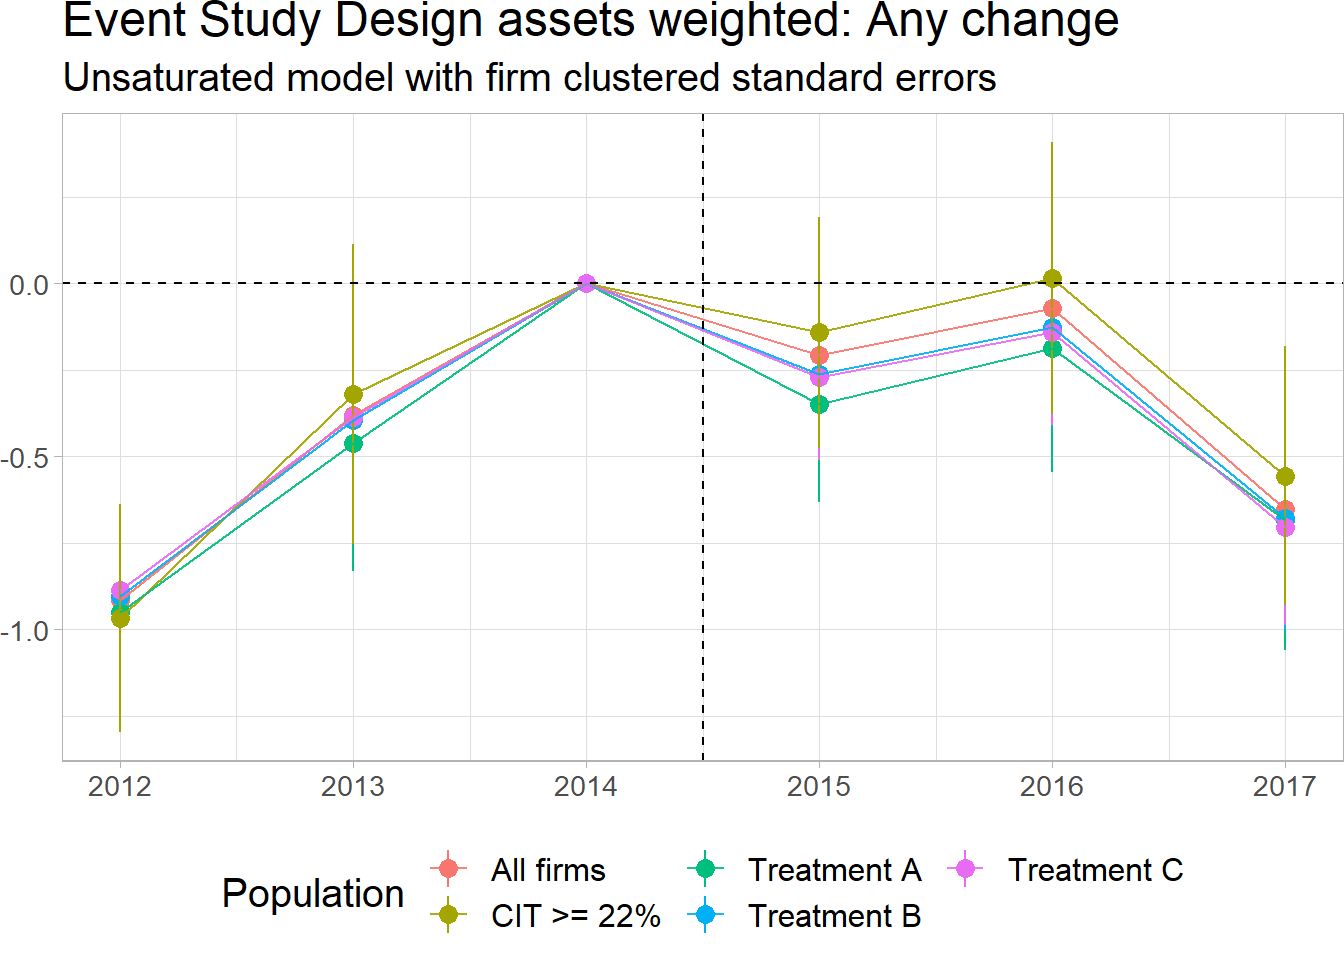 Event Study Design assets weighted: Any change
Unsaturated model with firm clustered standard errors
0.0
-0.5
-1.0
2012 2013 2014 2015 2016 2017
Population
All firms Treatment A Treatment C
CIT >= 22% Treatment B